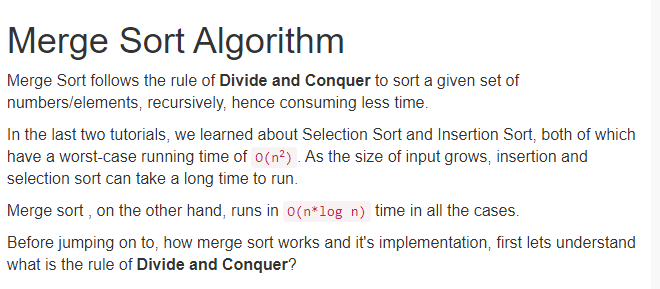 Merge Sort Algorithm
Merge Sort follows the rule of Divide and Conquer to sort a given set of
numbers/elements, recursively, hence consuming less time.
In the last two tutorials, we learned about Selection Sort and Insertion Sort, both of which
have a worst-case running time of O(n²) . As the size of input grows, insertion and
selection sort can take a long time to run.
Merge sort , on the other hand, runs in O(n*log n) time in all the cases.
Before jumping on to, how merge sort works and it's implementation, first lets understand
what is the rule of Divide and Conquer?